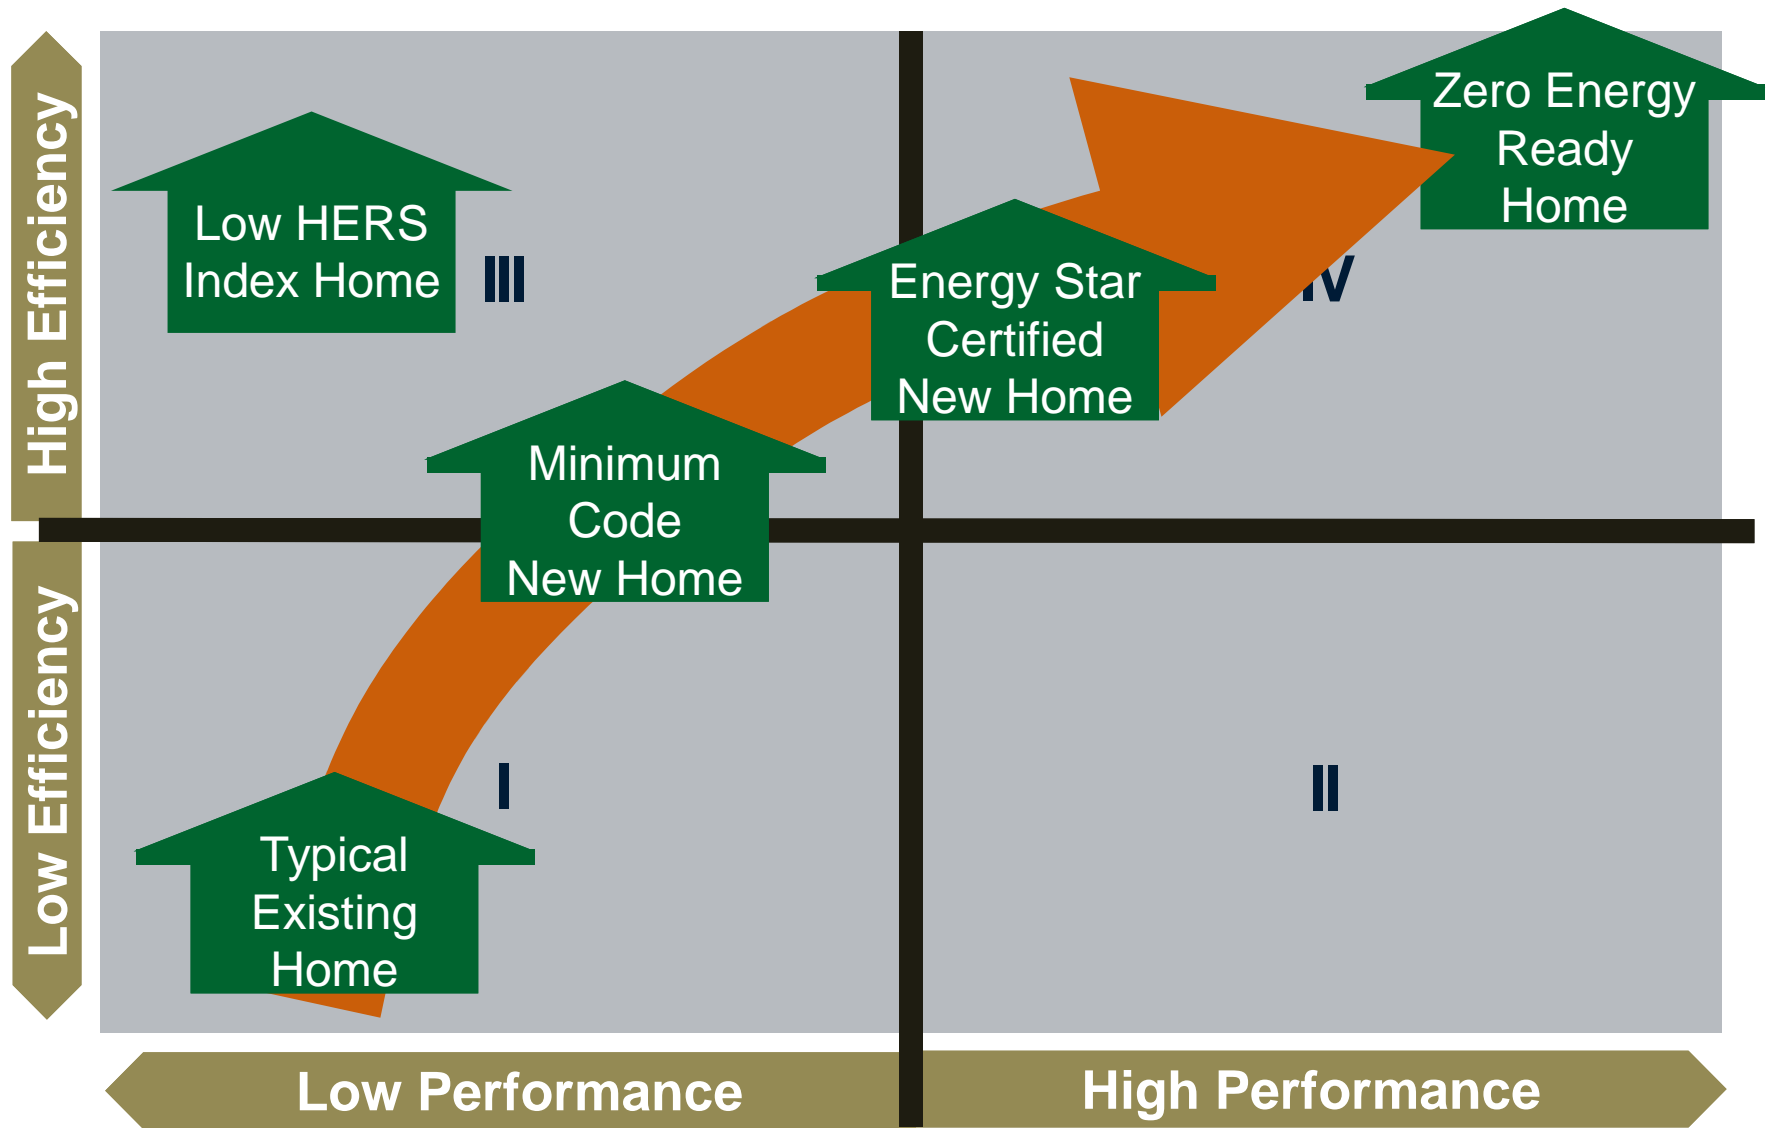 High Efficiency
Low Efficiency
Low HERS
Index Home
III
Zero Energy
Ready
Home
Energy Star
Certified
New Home
IV
Minimum
Code
New Home
Typical
Existing
Home
I
II
Low Performance
High Performance